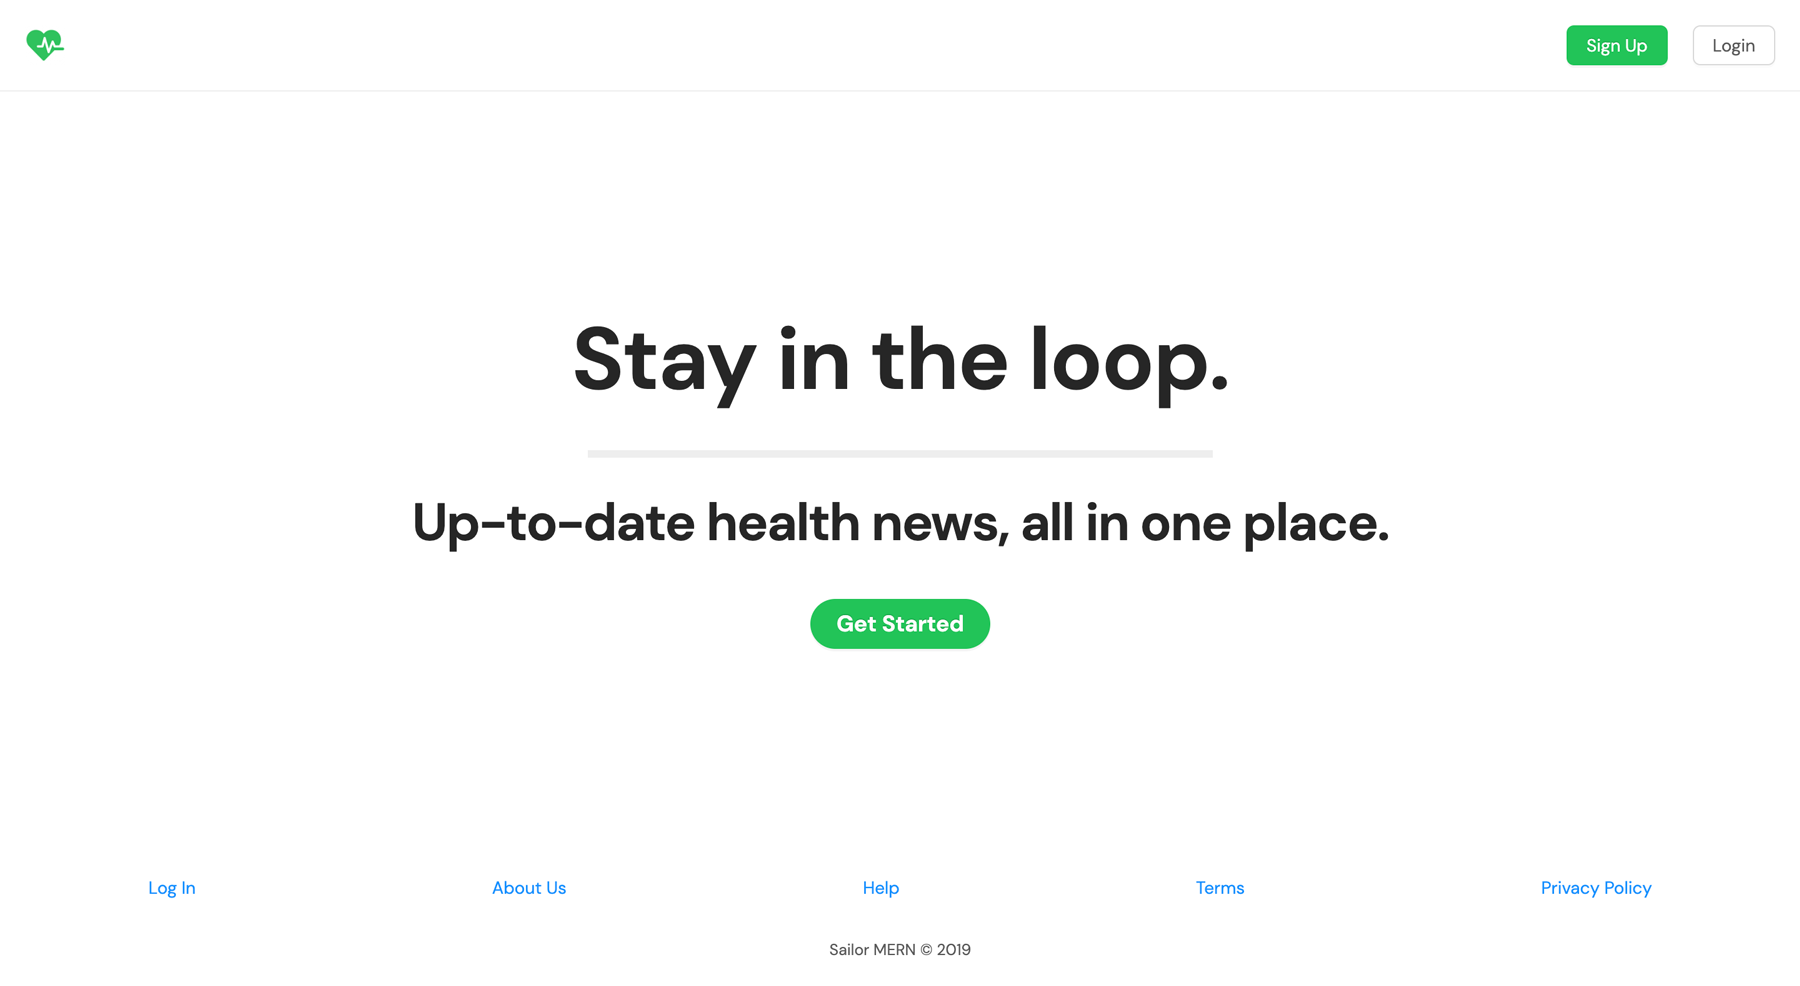 Sign Up
Login
Stay in the loop.
Up-to-date health news, all in one place.
Get Started
Log In
About Us
Help
Terms
Privacy Policy
Sailor MERN © 2019